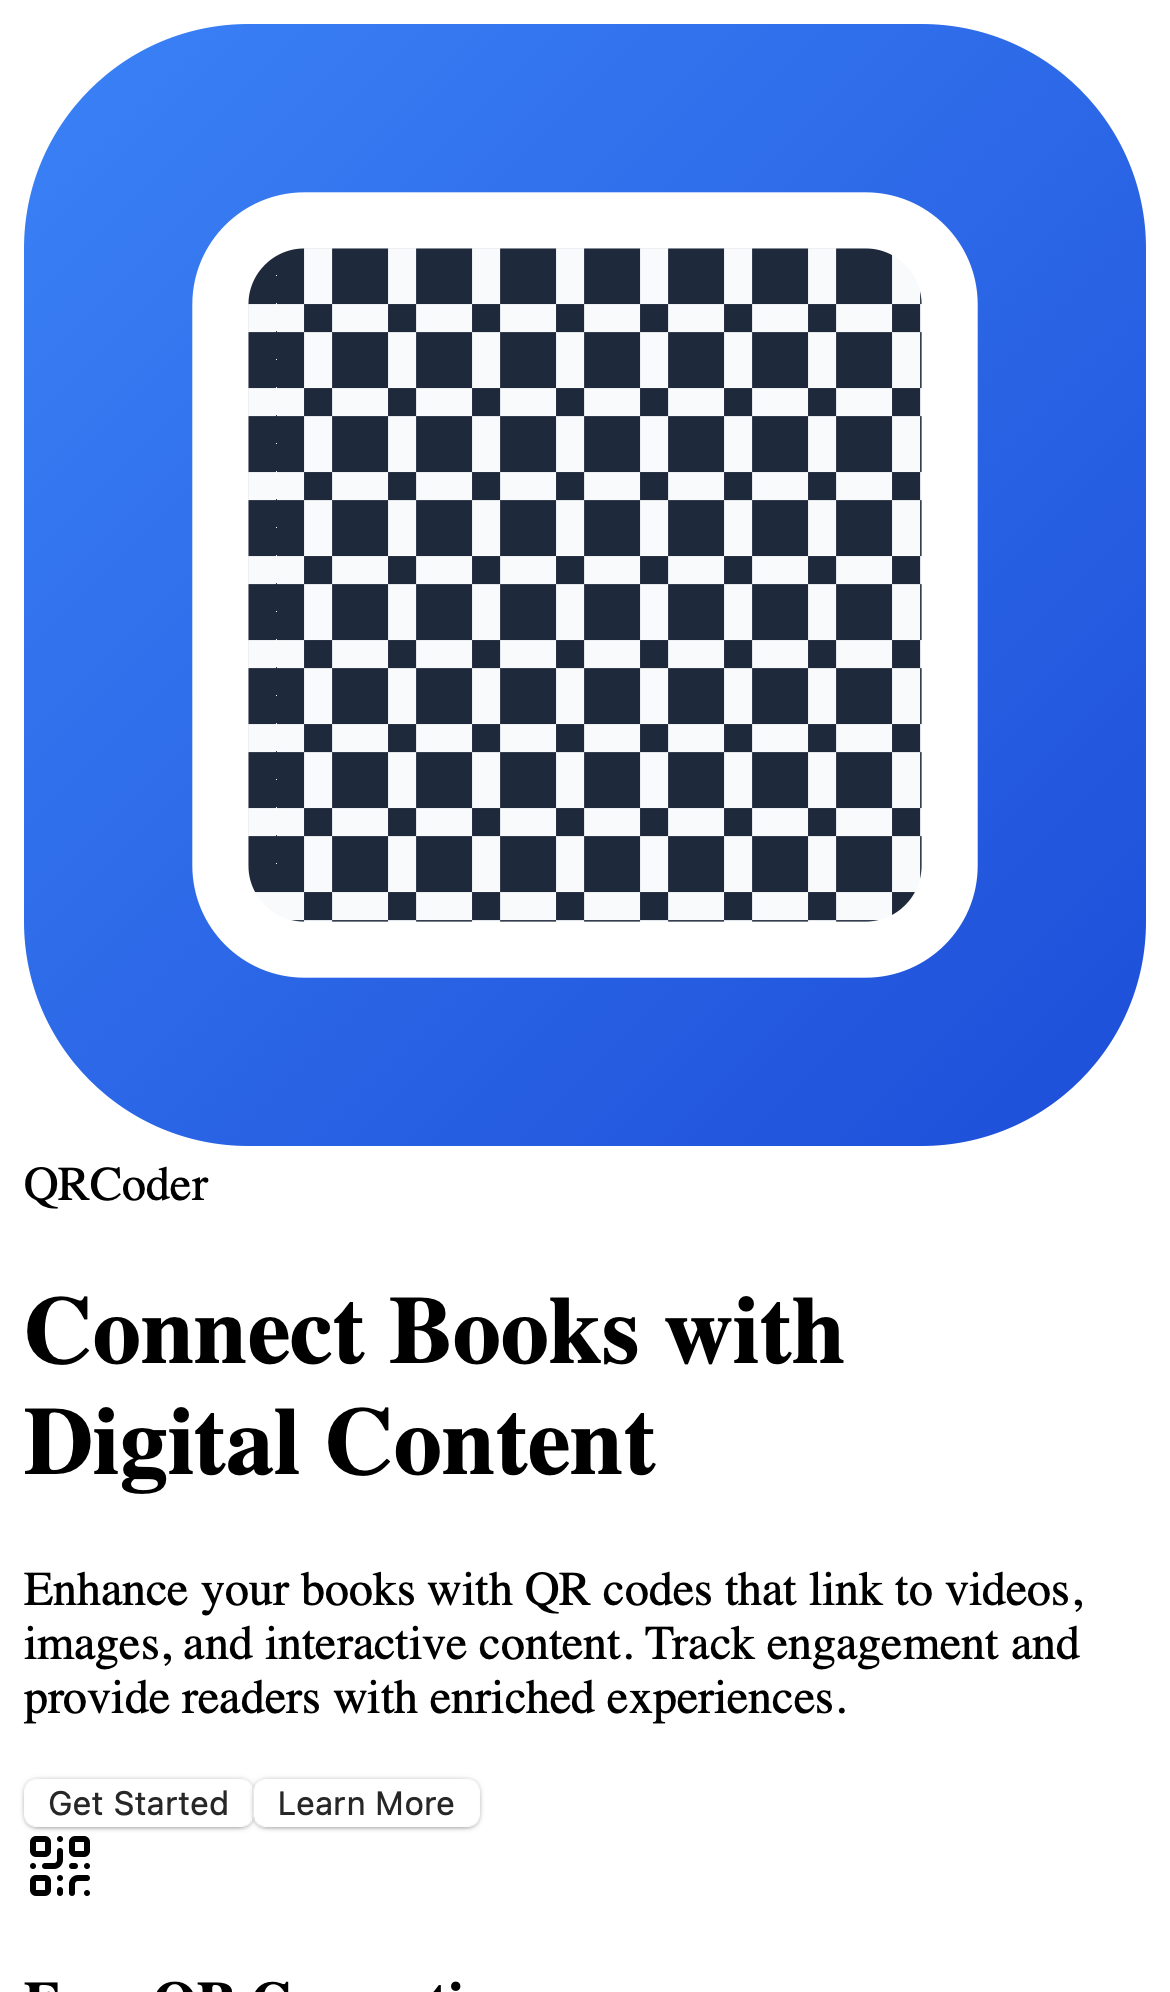 QRCoder
Connect Books with
Digital Content
Enhance your books with QR codes that link to videos,
images, and interactive content. Track engagement and
provide readers with enriched experiences.
Get Started Learn More